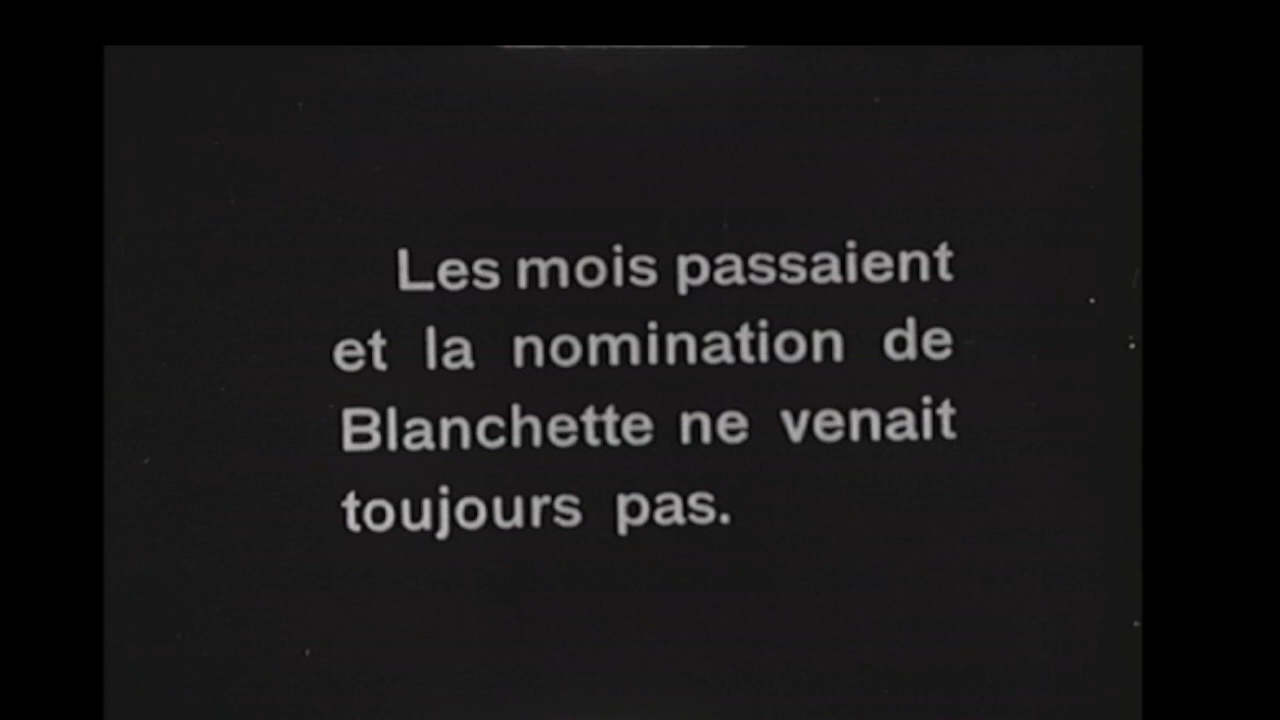 Les mois passaient
et la nomination de
Blanchette ne venait
toujours pas.